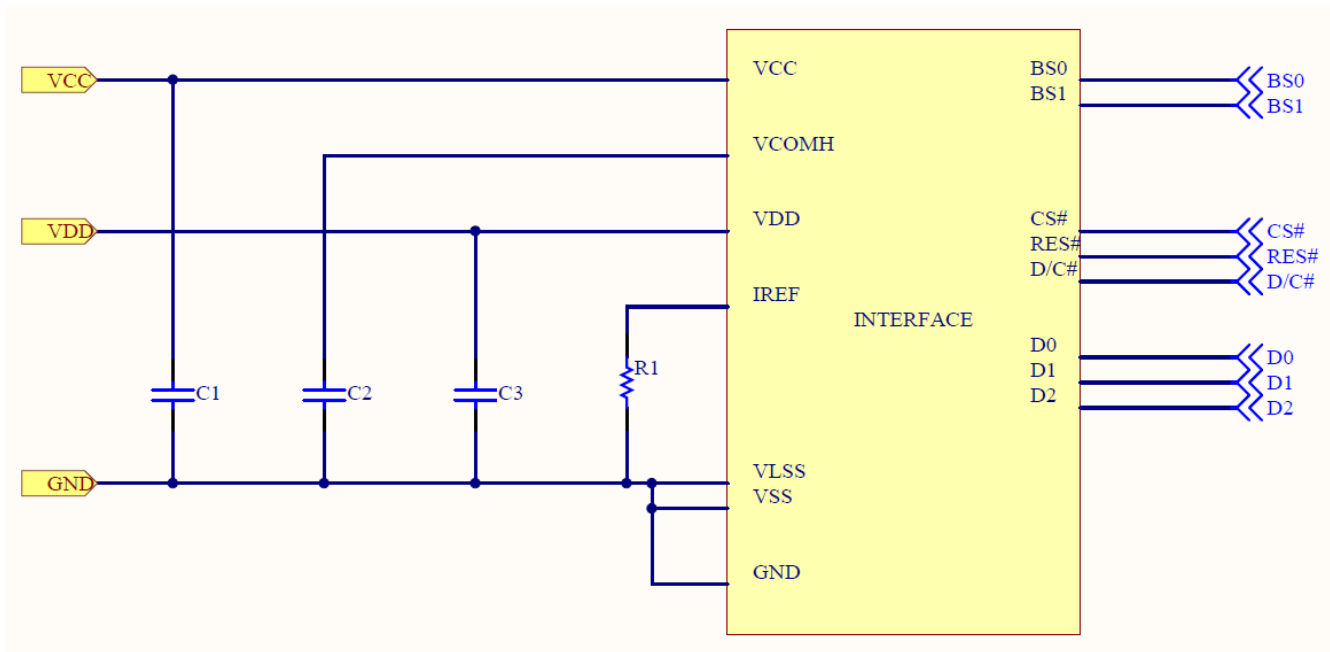 VCC
VCC
BS0
BS0
BS1
BS1
VCOMH
VDD
VDD
CS#
CS#
RES#
RES#
D/C#
D/C#
IREF
INTERFACE
D0
D0
R1
D1
D1
C1
C2
C3
D2
D2
VLSS
GND
VSS
GND